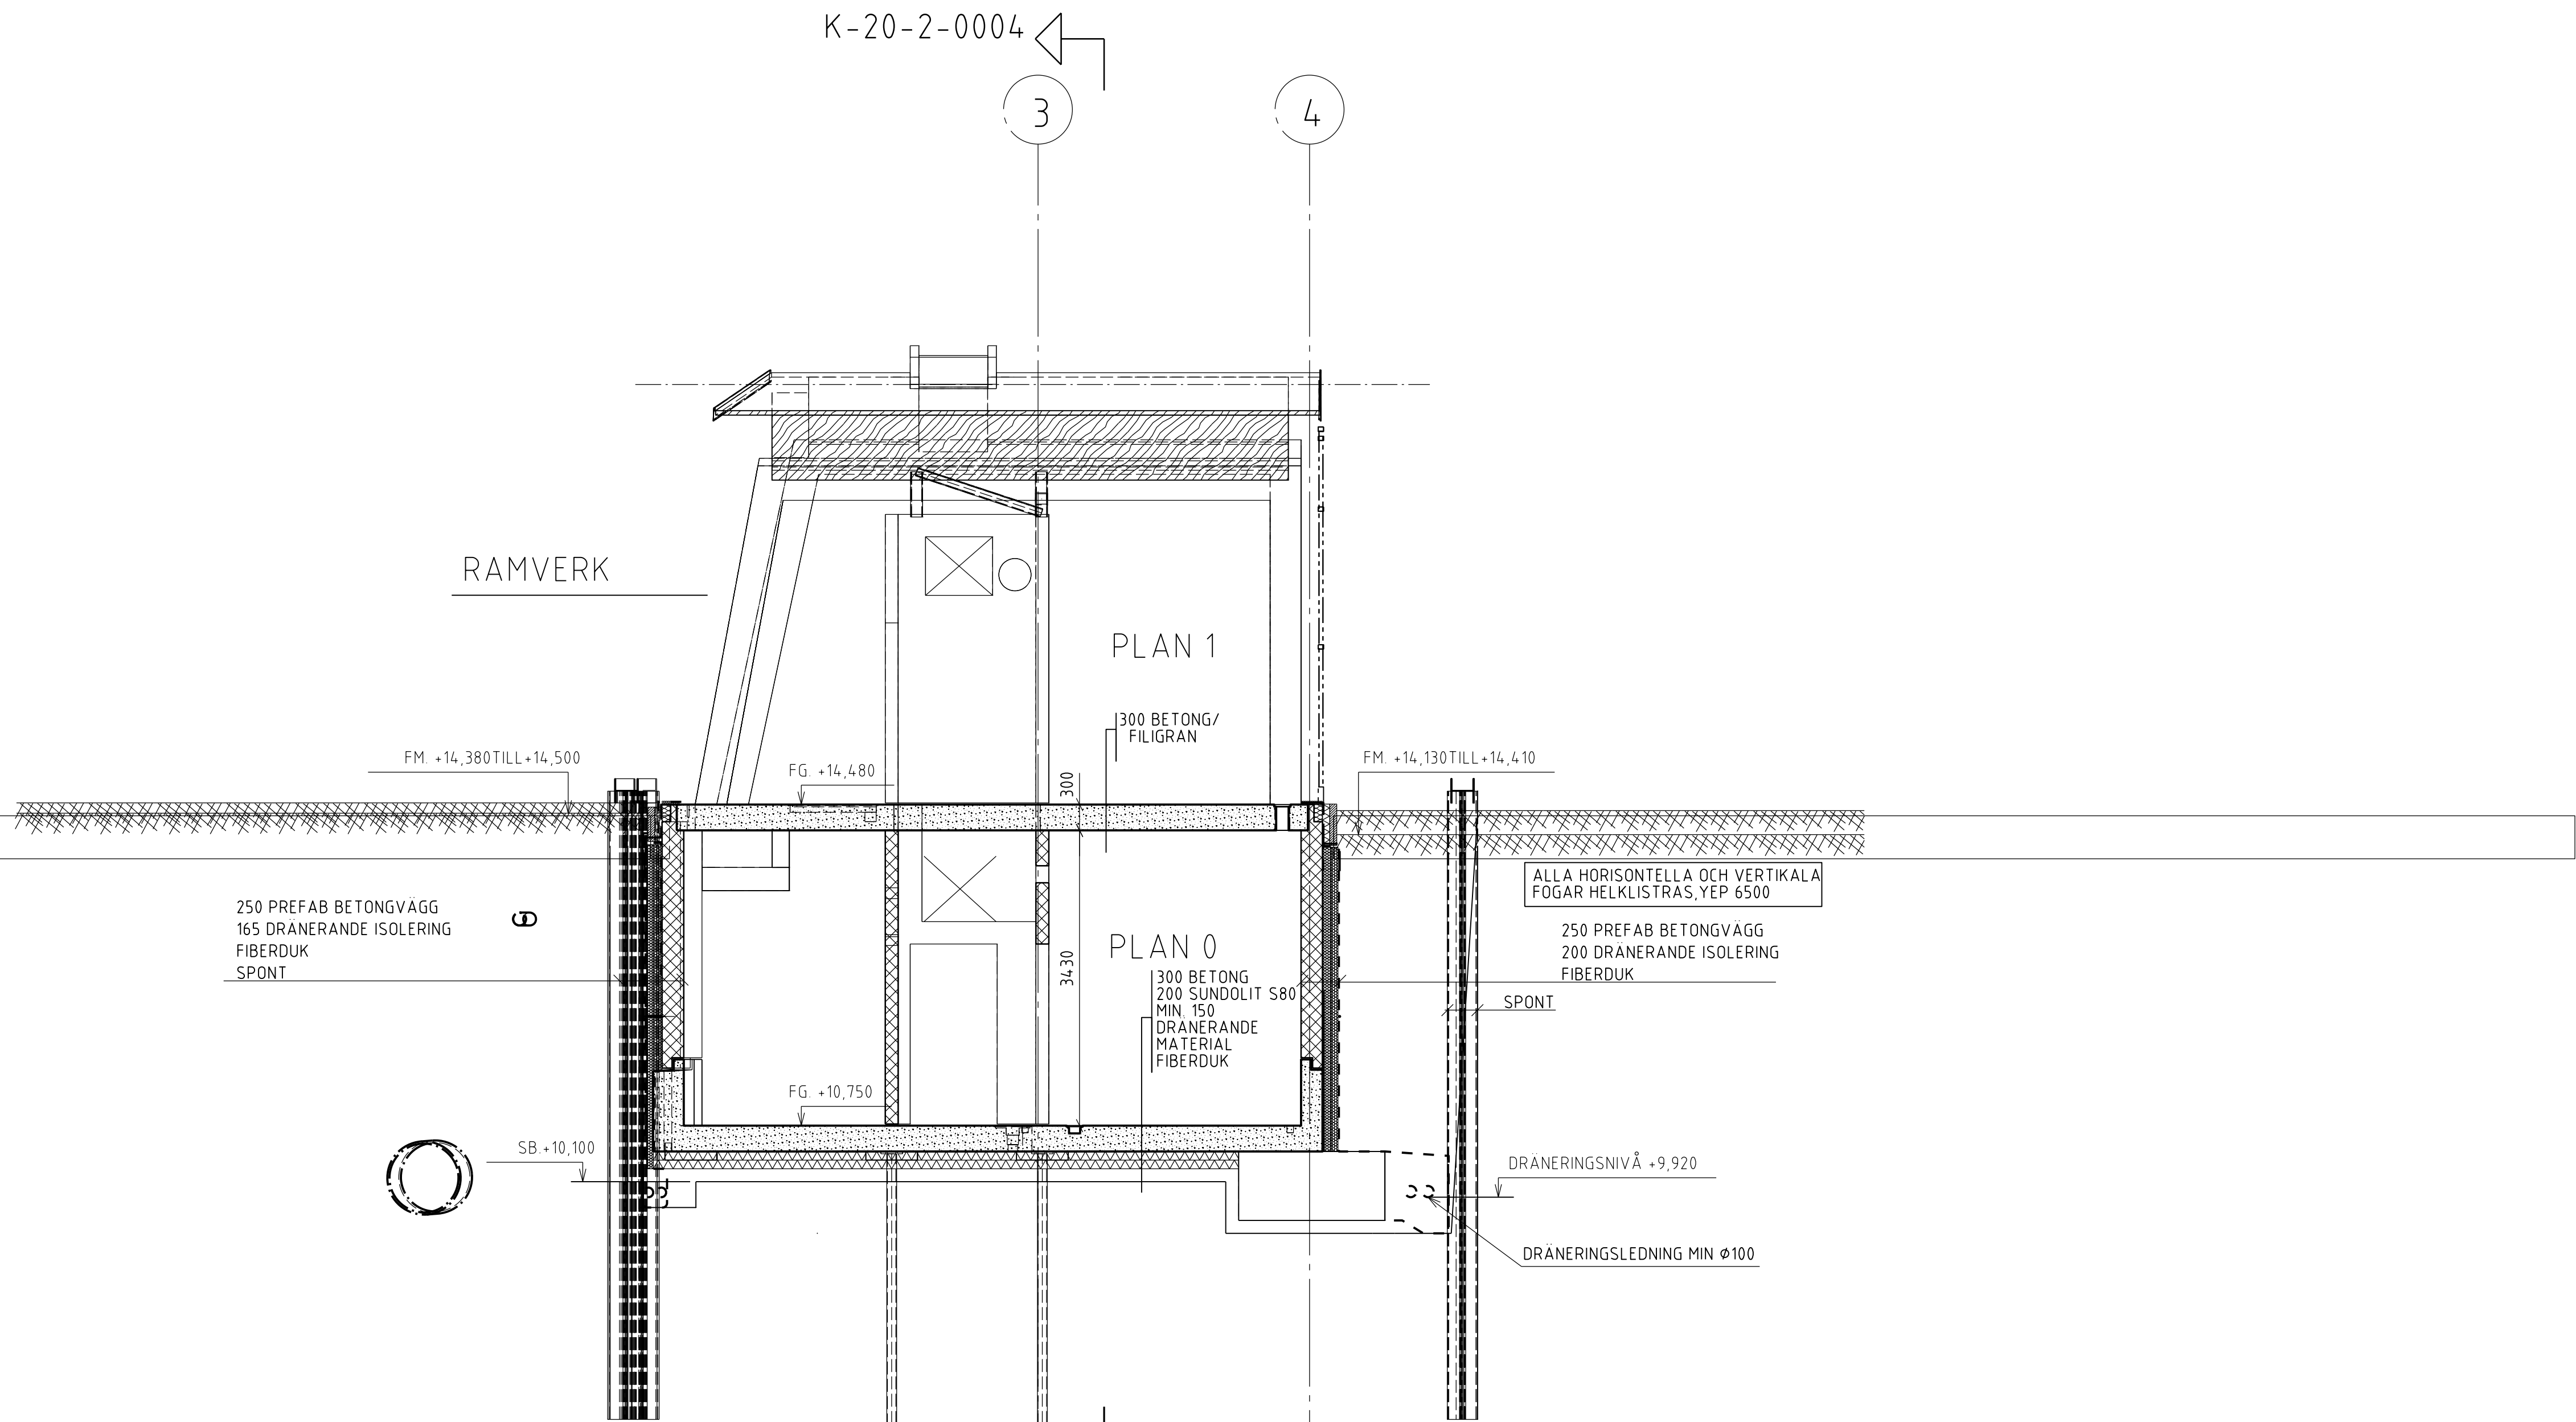 K-20-2-0004
3
4
RAMVERK
PLAN 1
300 BETONG/
FILIGRAN
FM. +14,380TILL+14,500
FG. +14,480
300
FM. +14,130TILL+14,410
ALLA HORISONTELLA OCH VERTIKALA
FOGAR HELKLISTRAS,YEP 6500
250 PREFAB BETONGVÄGG
165 DRÄNERANDE ISOLERING
FIBERDUK
SPONT
PLAN 0
3430
300 BETONG
200 SUNDOLIT S80
MIN. 150
DRÄNERANDE
MATERIAL
FIBERDUK
250 PREFAB BETONGVÄGG
200 DRÄNERANDE ISOLERING
FIBERDUK
SPONT
FG. +10,750
SB.+10,100
DRÄNERINGSNIVÅ +9,920
DRÄNERINGSLEDNING MIN Ø100